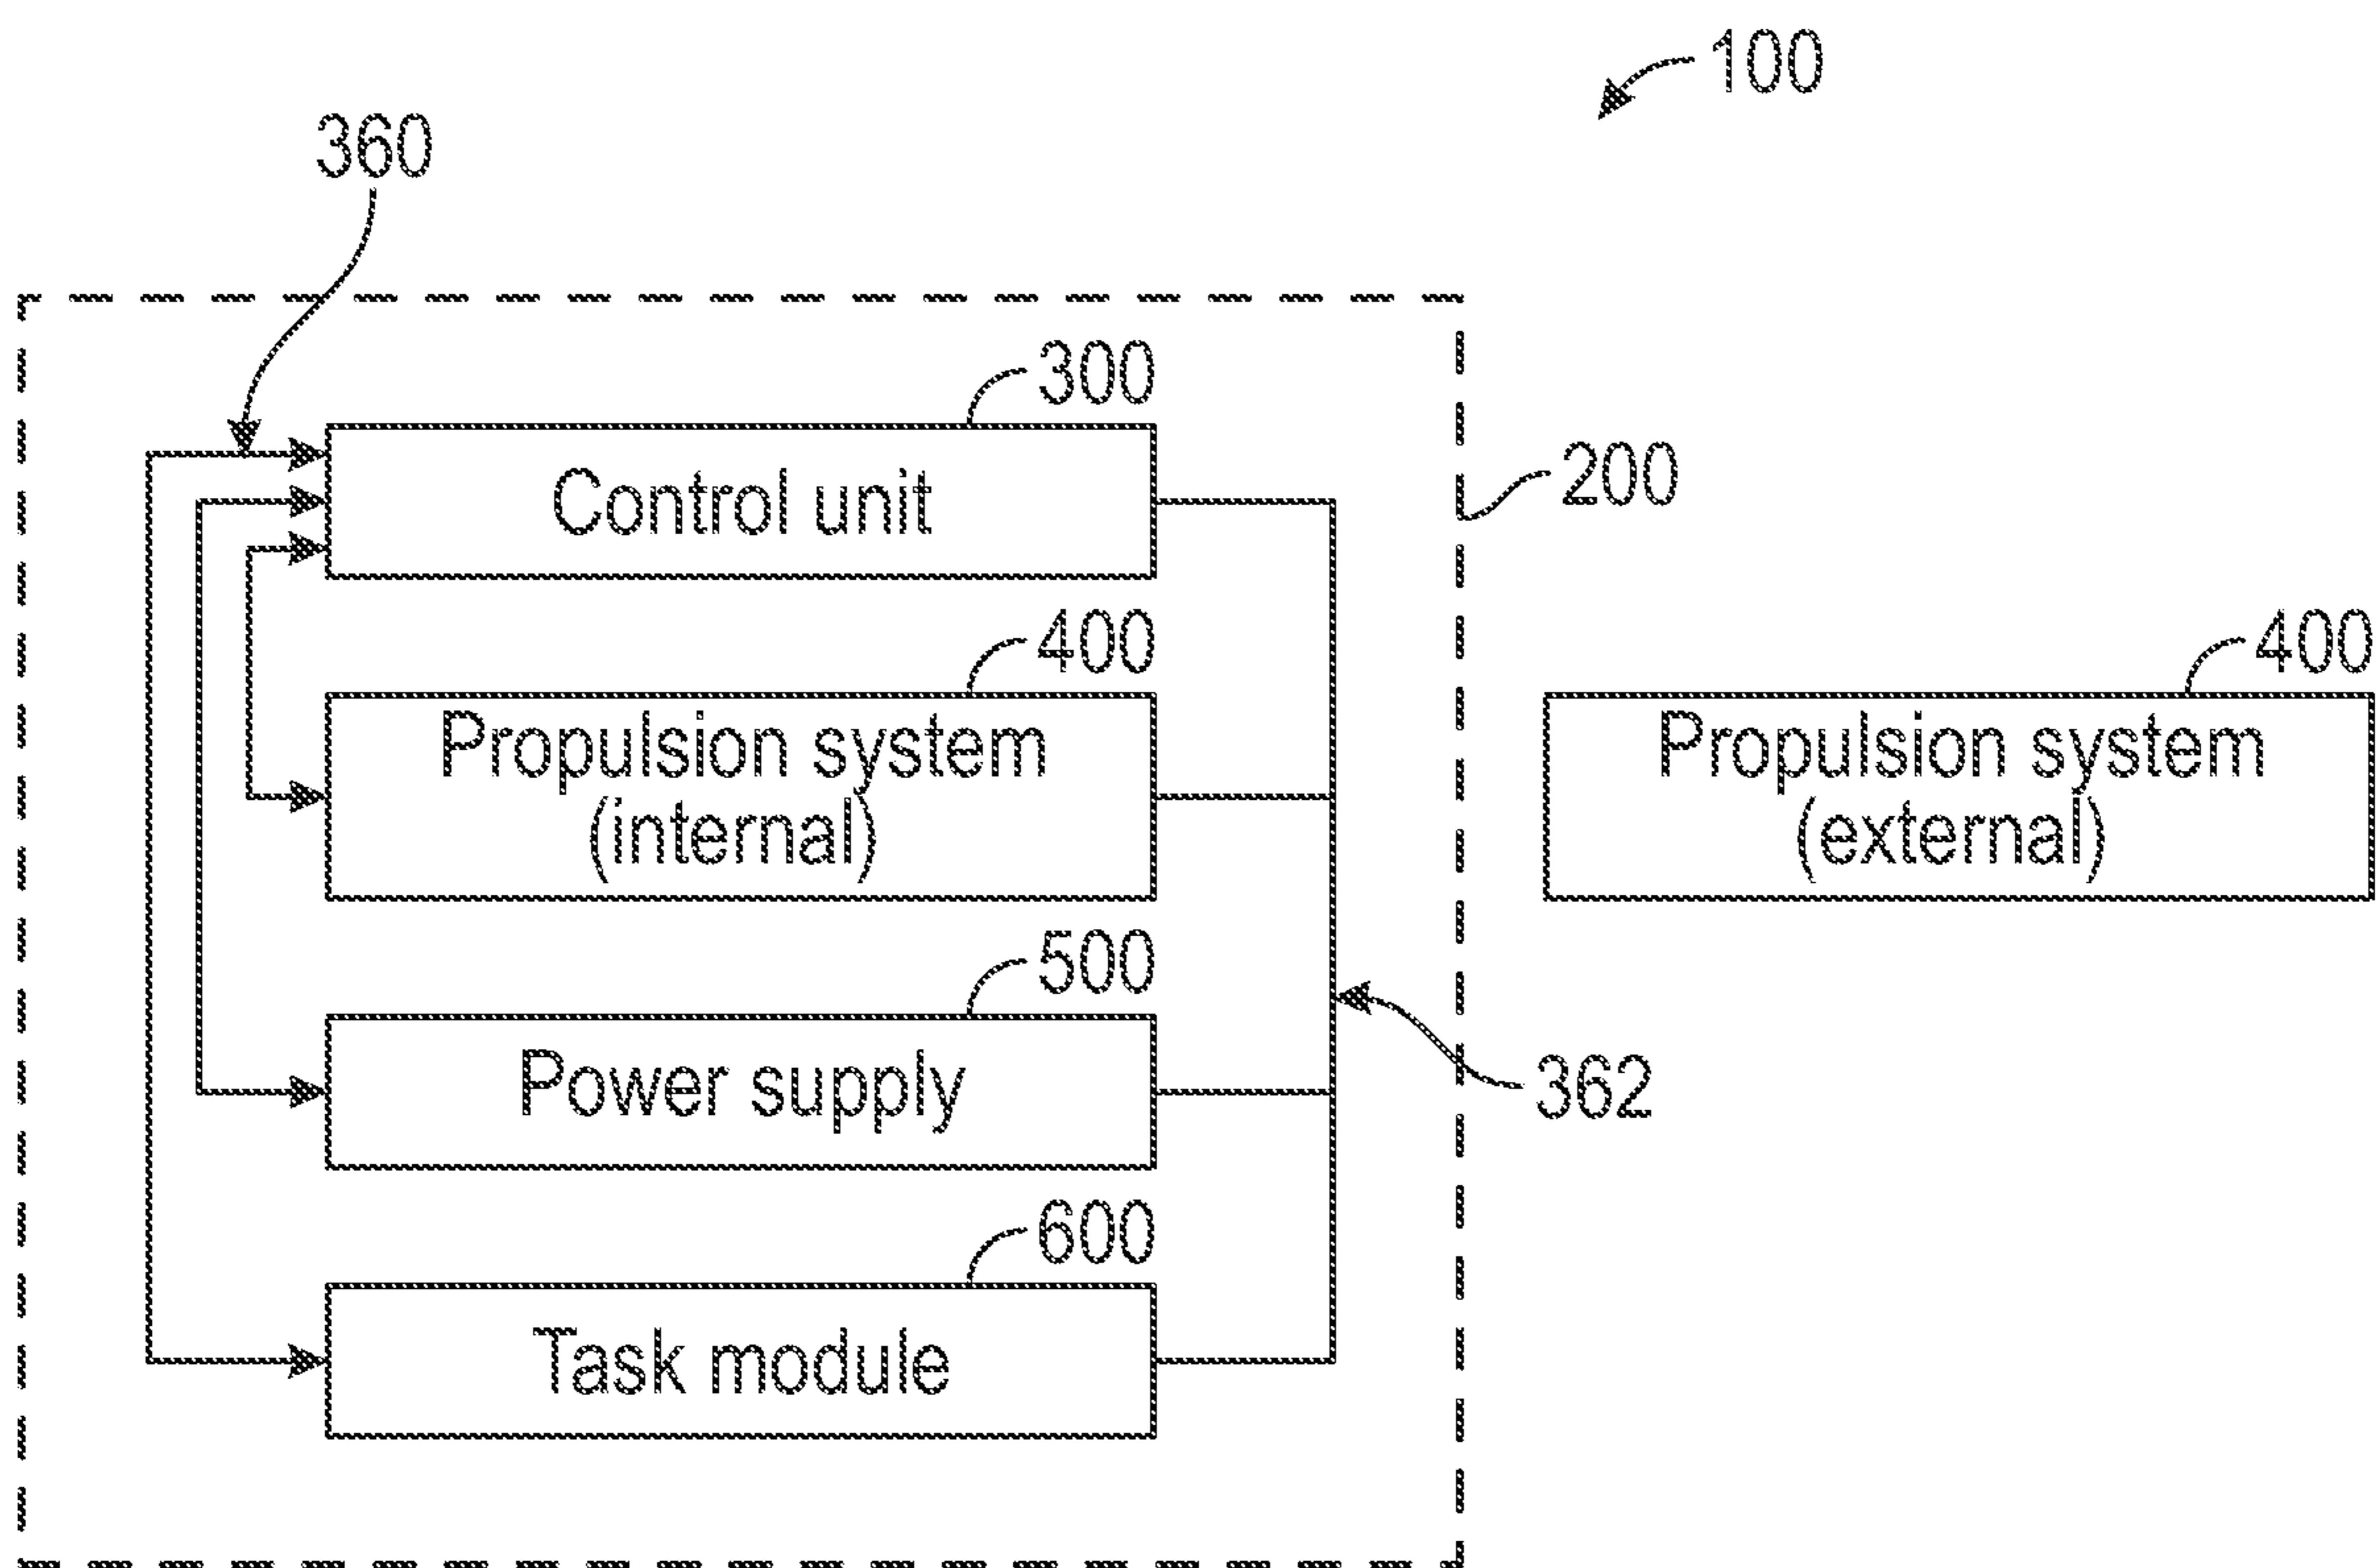 100
360
300
Control unit
200
400
Propulsion system
(internal)
400
Propulsion system
(external)
500
Power supply
362
600
Task module